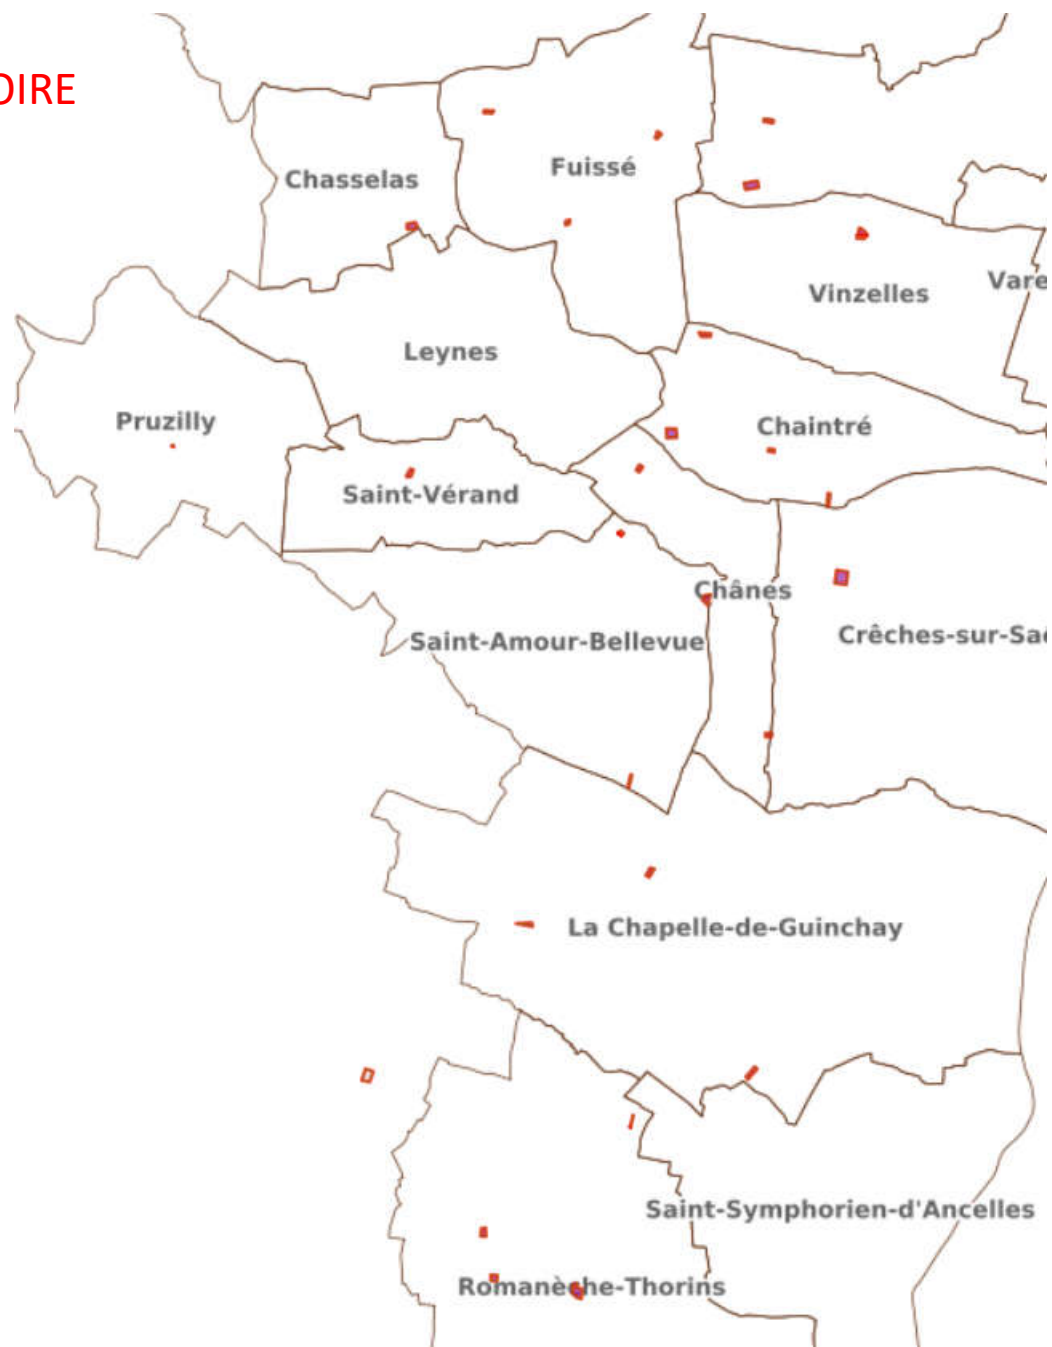 OIRE
Fuissé
Chasselas
Vare
Vinzelles
Leynes
Pruzilly
Chaintré
Saint-Vérand
Chânes
Crêches-sur-Saô
Saint-Amour-Bellevue
La Chapelle-de-Guinchay
Saint-Symphorien-d'Ancelles
Romanèche-Thorins